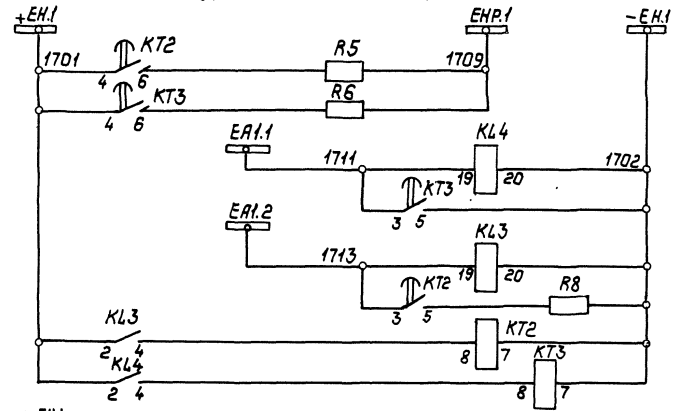 +EH.1 EHP.1 -EH.1
1701 KT2 R5 1709
4 6
KT3 R6
4 6
EA1.1 KL4
1711 1702
19 20
KT3
3 5
EA1.2 KL3
1713
19 20
KT2 R8
3 5
KL3 KT2
2 4 8 7
KL4 KT3
2 4 8 7